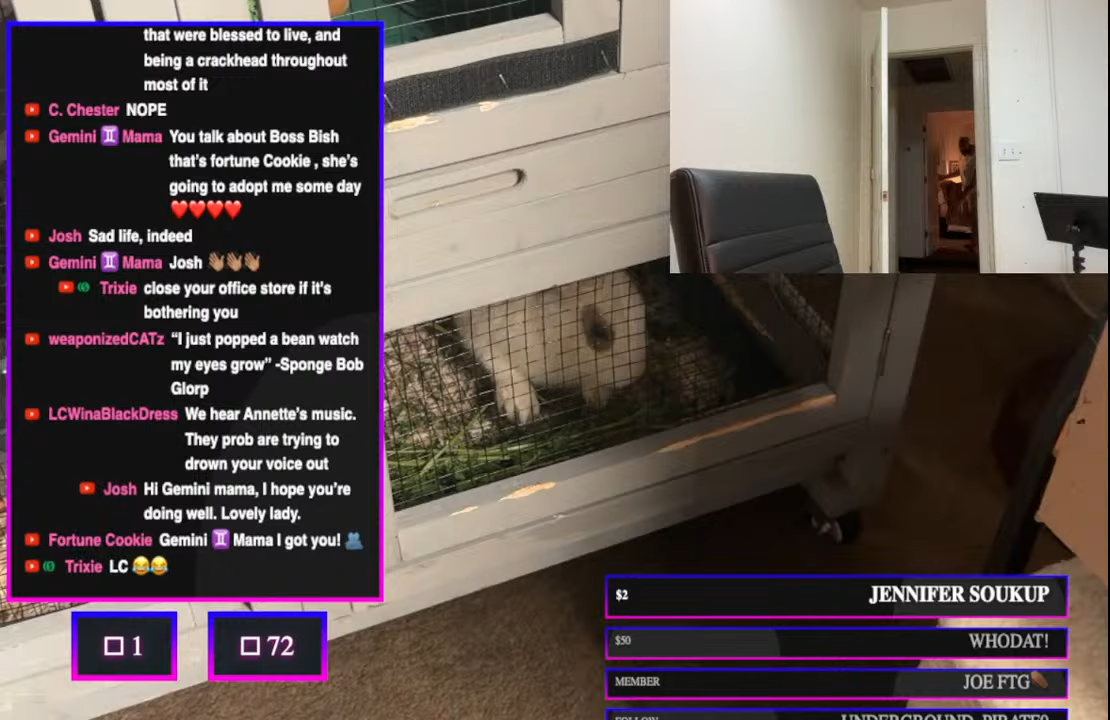 that were blessed to live, and
being a crackhead throughout
most of it
C. Chester NOPE
Gemini ♊ Mama You talk about Boss Bish
that's fortune Cookie , she's
going to adopt me some day
❤️❤️❤️❤️
Josh Sad life, indeed
Gemini ♊ Mama Josh 👋🏽👋🏽👋🏽
Trixie close your office store if it's
bothering you
weaponizedCATz “I just popped a bean watch
my eyes grow” -Sponge Bob
Glorp
LCWinaBlackDress We hear Annette's music.
They prob are trying to
drown your voice out
Josh Hi Gemini mama, I hope you're
doing well. Lovely lady.
Fortune Cookie Gemini ♊ Mama I got you! 🫂
Trixie LC 😂😂
1
72
$2 JENNIFER SOUKUP
$50 WHODAT!
MEMBER JOE FTG
FOLLOW